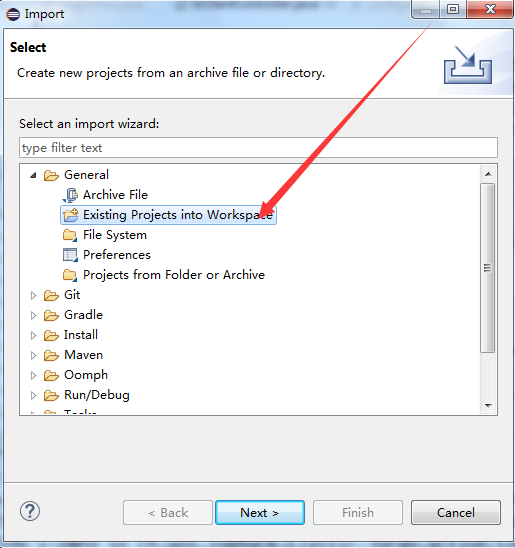 Import
Select
Create new projects from an archive file or directory.
Select an import wizard:
type filter text
General
Archive File
Existing Projects into Workspace
File System
Preferences
Projects from Folder or Archive
Git
Gradle
Install
Maven
Oomph
Run/Debug
Tasks
< Back
Next >
Finish
Cancel